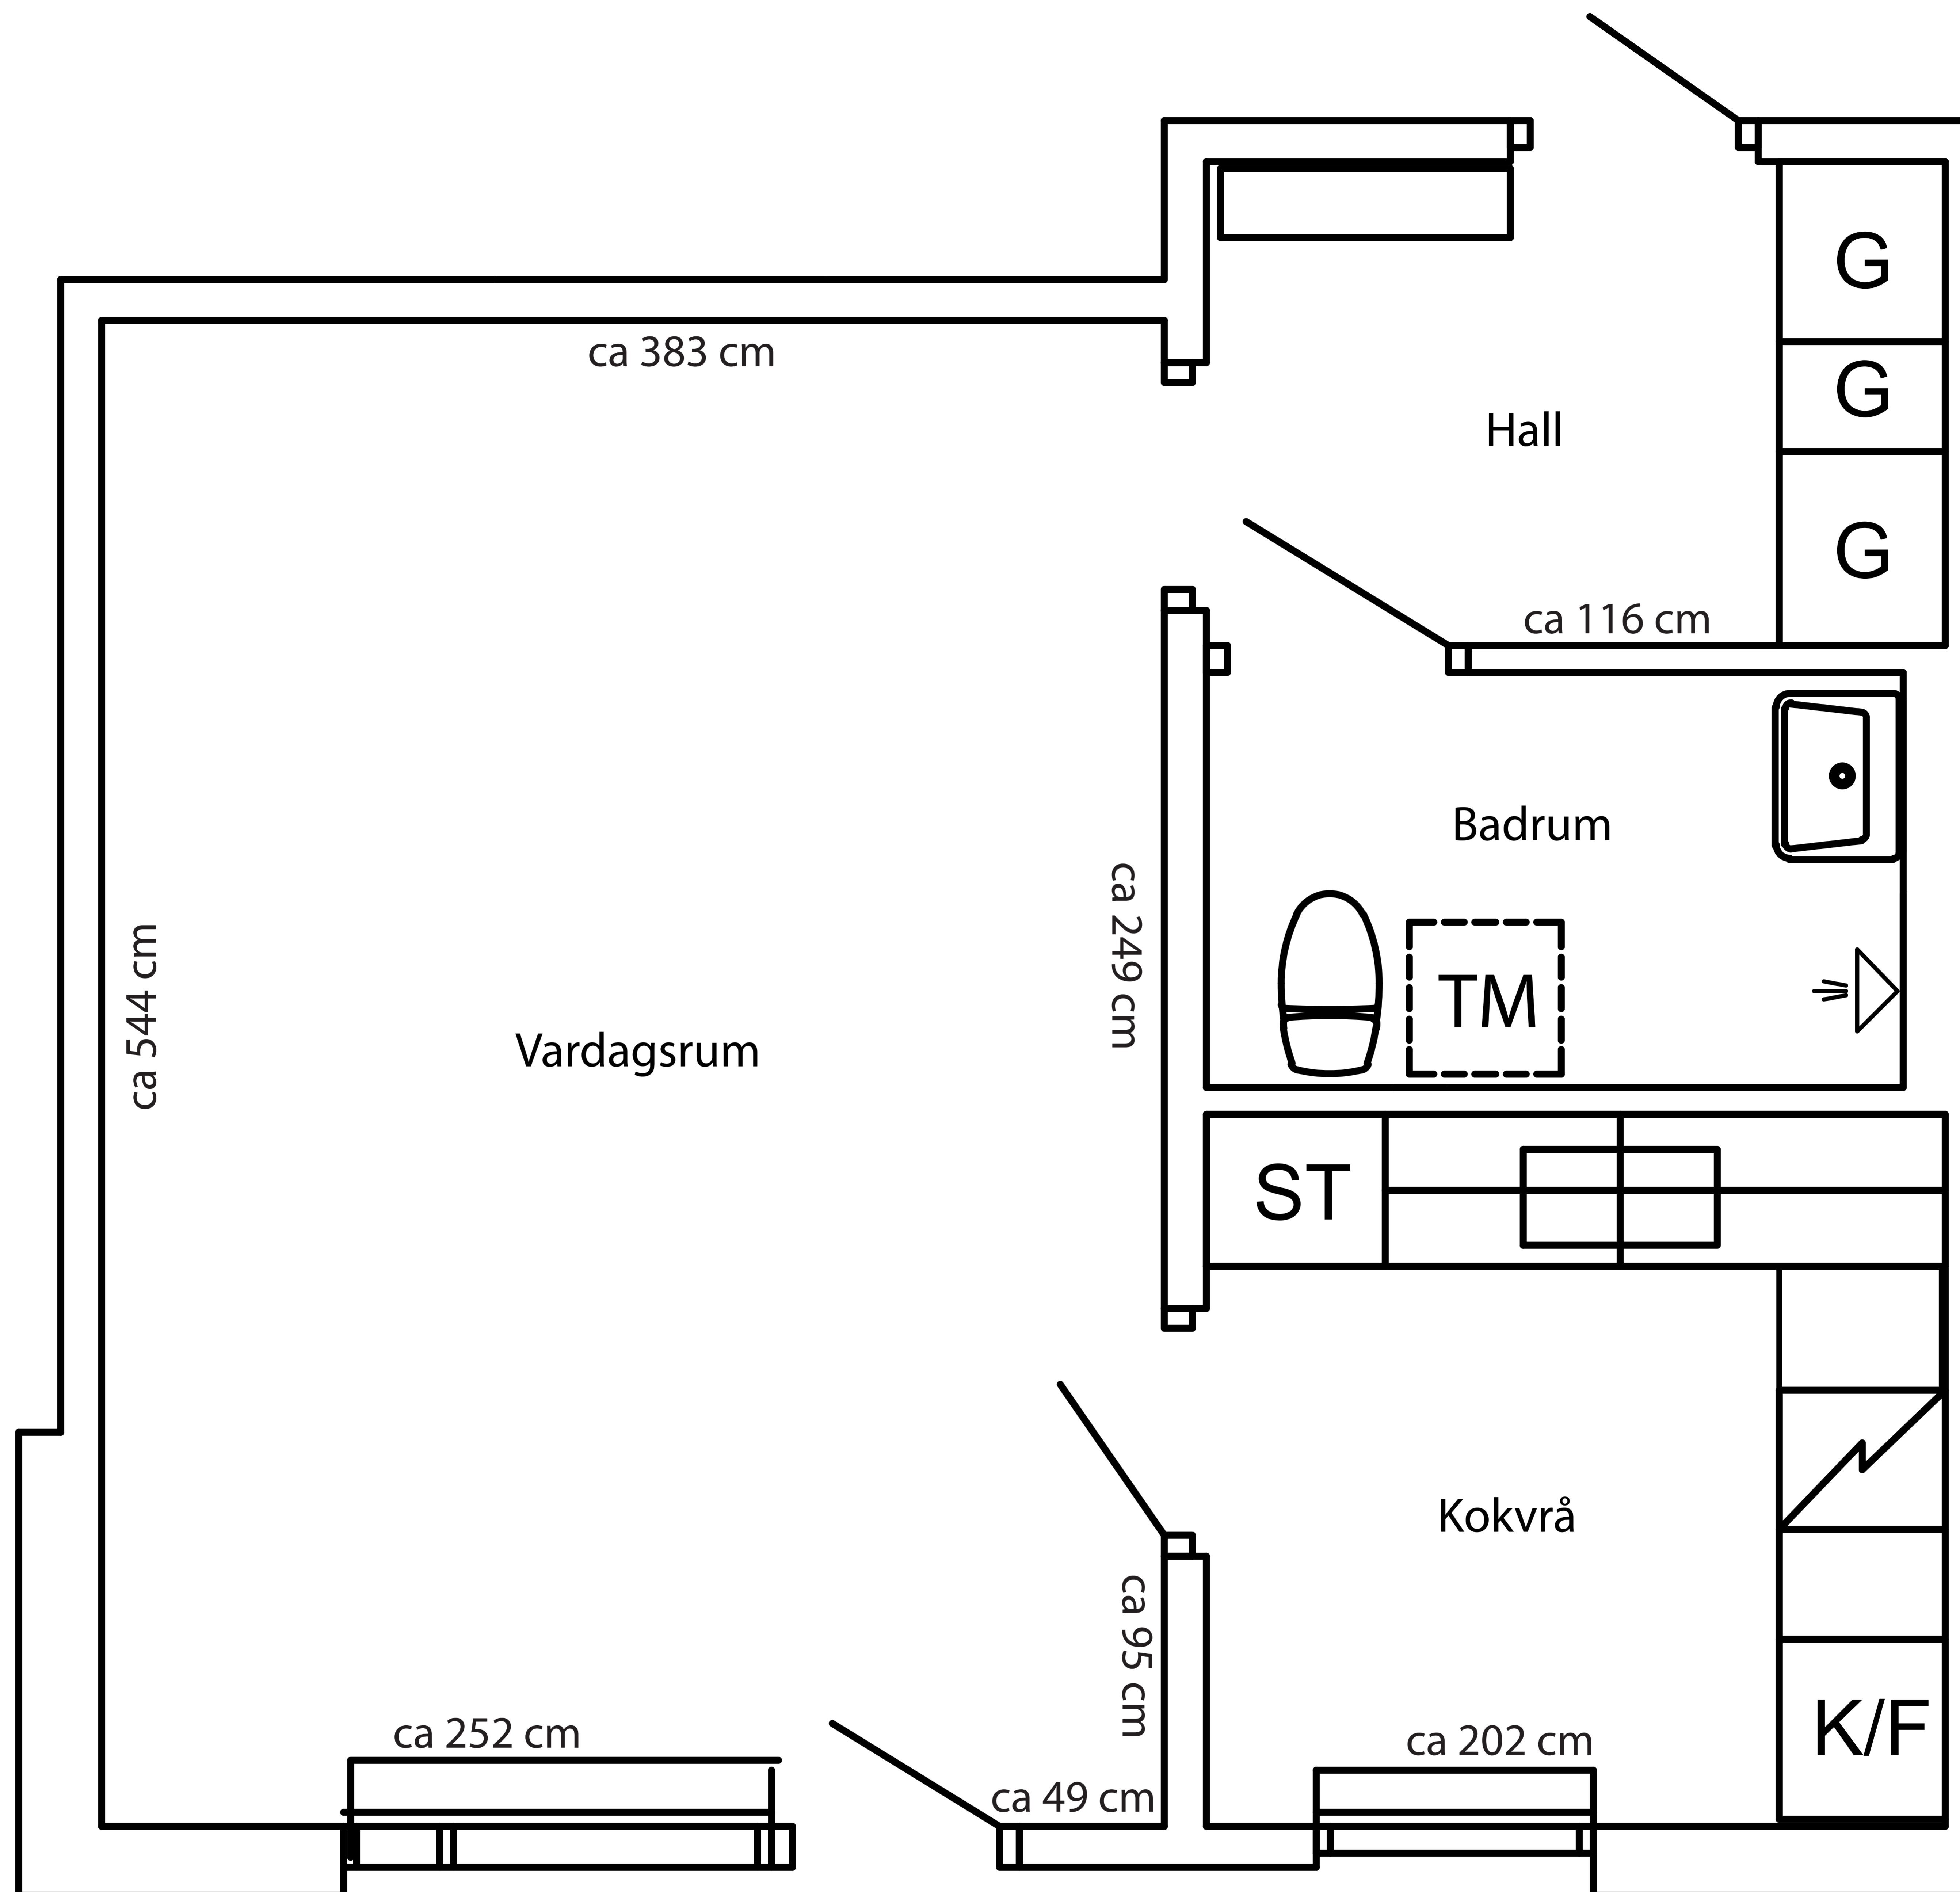 G
ca 383 cm
G
Hall
G
ca 116 cm
Badrum
ca 249 cm
ca 544 cm
TM
Vardagsrum
ST
Kokvrå
ca 95 cm
K/F
ca 252 cm
ca 202 cm
ca 49 cm